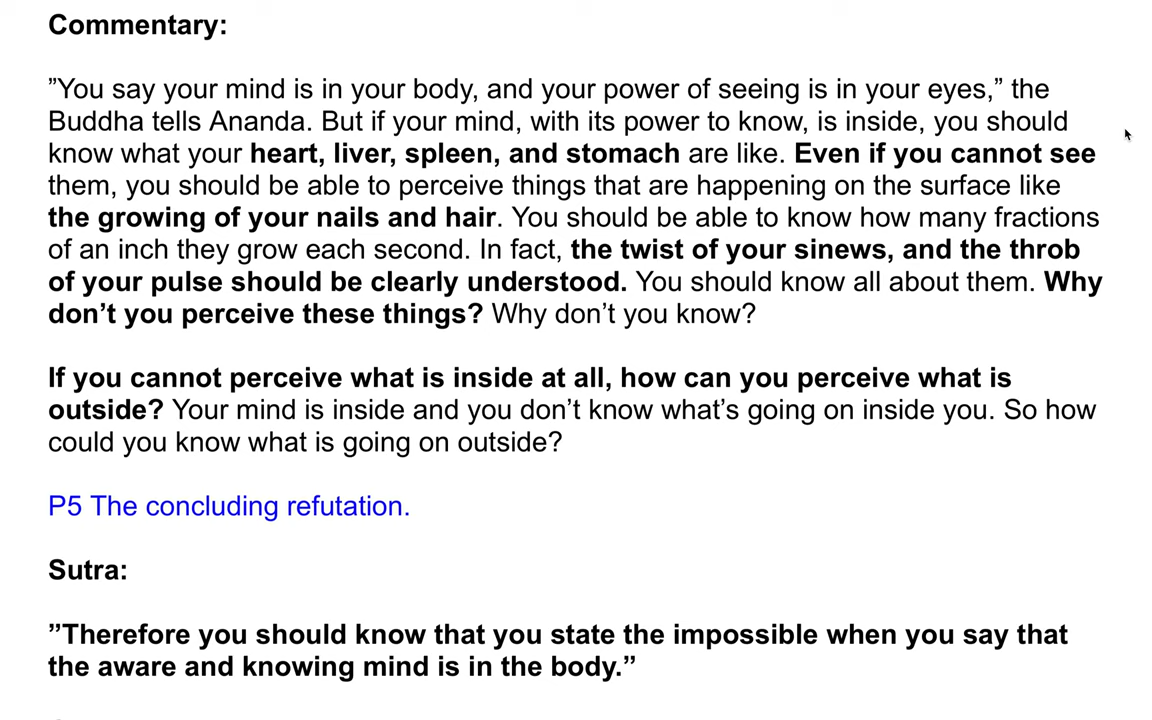 Commentary:
”You say your mind is in your body, and your power of seeing is in your eyes,” the
Buddha tells Ananda. But if your mind, with its power to know, is inside, you should
know what your heart, liver, spleen, and stomach are like. Even if you cannot see
them, you should be able to perceive things that are happening on the surface like
the growing of your nails and hair. You should be able to know how many fractions
of an inch they grow each second. In fact, the twist of your sinews, and the throb
of your pulse should be clearly understood. You should know all about them. Why
don’t you perceive these things? Why don’t you know?
If you cannot perceive what is inside at all, how can you perceive what is
outside? Your mind is inside and you don’t know what’s going on inside you. So how
could you know what is going on outside?
P5 The concluding refutation.
Sutra:
”Therefore you should know that you state the impossible when you say that
the aware and knowing mind is in the body.”